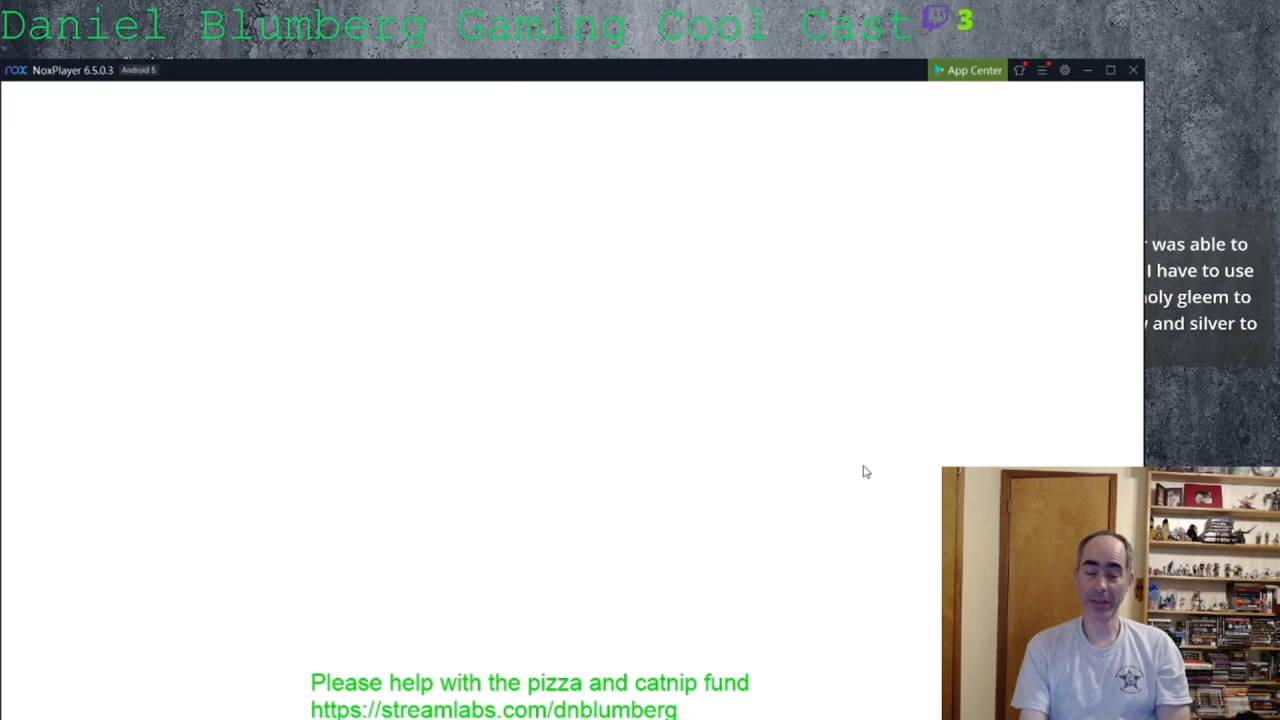 Daniel Blumberg Gaming Cool Cast 3
nox NoxPlayer 6.5.0.3 Android 5 App Center
was able to
I have to use
holy gleem to
and silver to
Please help with the pizza and catnip fund
https://streamlabs.com/dnblumberg